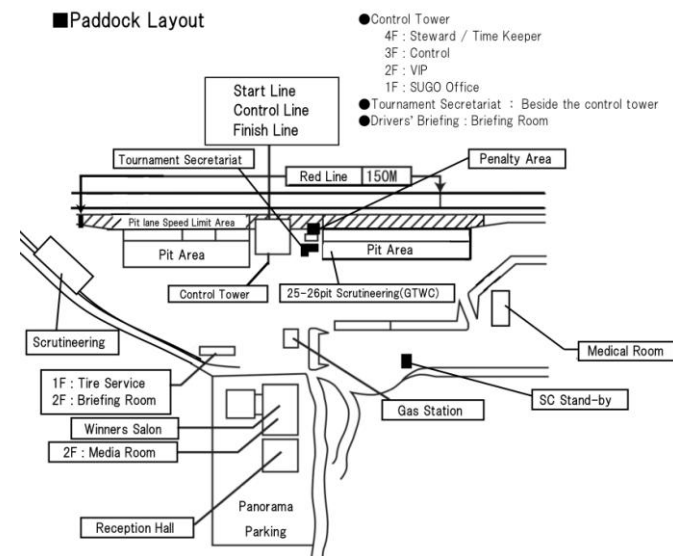 ■Paddock Layout
●Control Tower
4F : Steward / Time Keeper
3F : Control
2F : VIP
1F : SUGO Office
●Tournament Secretariat : Beside the control tower
●Drivers' Briefing : Briefing Room
Start Line
Control Line
Finish Line
Tournament Secretariat
Penalty Area
Red Line 150M
Pit lane Speed Limit Area
Pit Area
Pit Area
Control Tower
25-26pit Scrutineering(GTWC)
Scrutineering
Medical Room
1F : Tire Service
2F : Briefing Room
Gas Station
SC Stand-by
Winners Salon
2F : Media Room
Reception Hall
Panorama
Parking